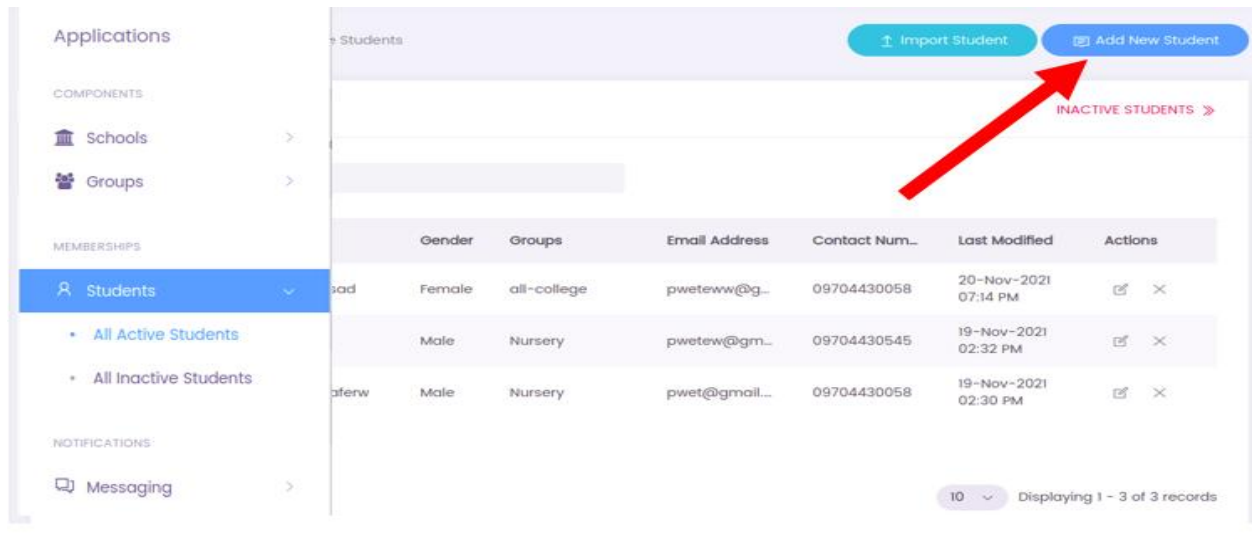 Applications
Students
Import Student
Add New Student
COMPONENTS
INACTIVE STUDENTS
Schools
Groups
MEMBERSHIPS
Gender Groups Email Address Contact Num... Last Modified Actions
Students
sad Female all-college pweteww@g... 09704430058 20-Nov-2021
07:14 PM
All Active Students
Male Nursery pwetew@gm... 09704430545 19-Nov-2021
02:32 PM
All Inactive Students
aferw Male Nursery pwet@gmail... 09704430058 19-Nov-2021
02:30 PM
NOTIFICATIONS
Messaging
10 Displaying 1 - 3 of 3 records